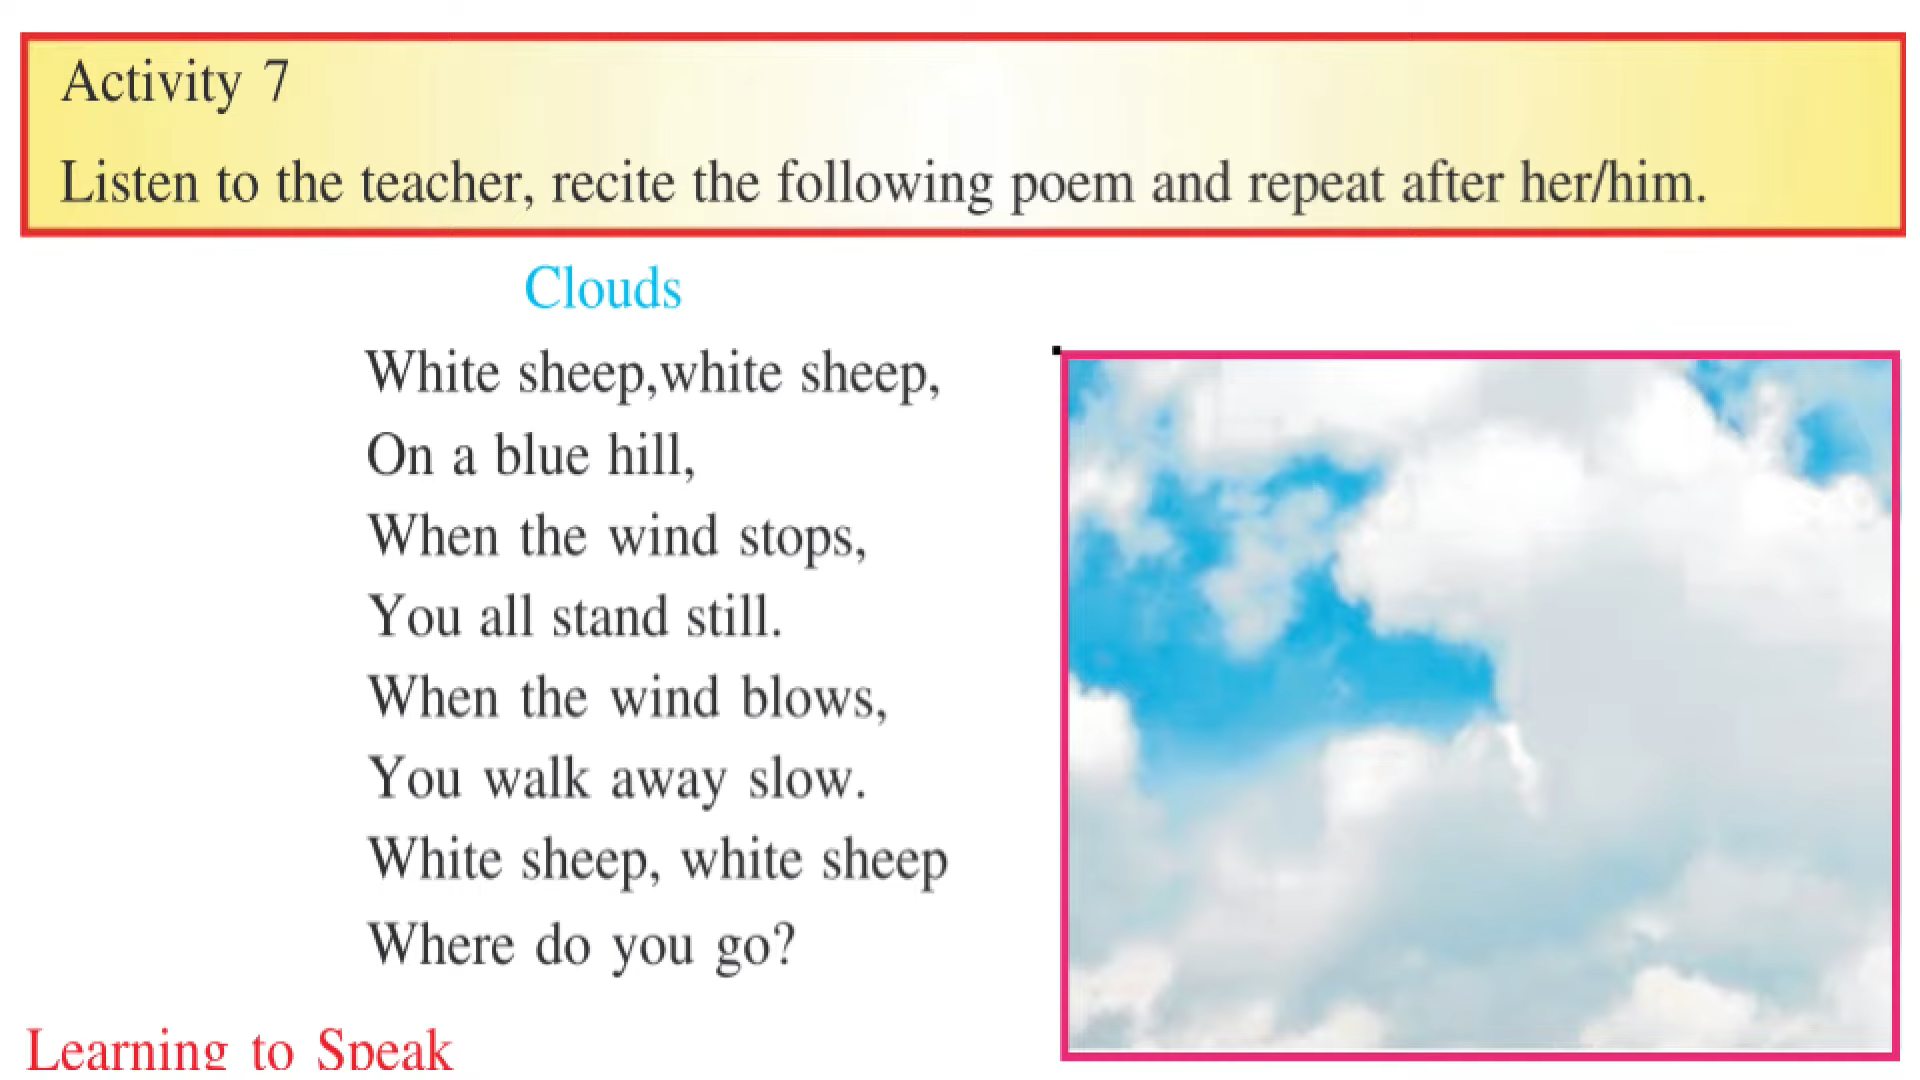 Activity 7
Listen to the teacher, recite the following poem and repeat after her/him.
Clouds
White sheep,white sheep,
On a blue hill,
When the wind stops,
You all stand still.
When the wind blows,
You walk away slow.
White sheep, white sheep
Where do you go?
Learning to Speak